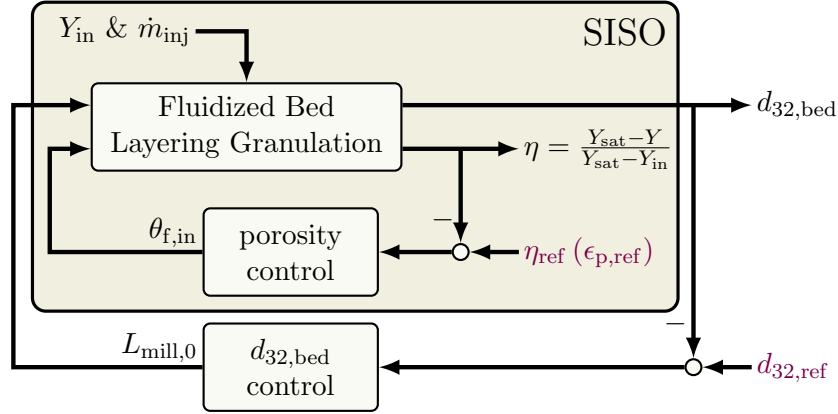 Y_in & ṁ_inj
SISO
Fluidized Bed
Layering Granulation
d_32,bed
η = (Y_sat−Y)/(Y_sat−Y_in)
−
θ_f,in
porosity
control
η_ref (ϵ_p,ref)
−
L_mill,0
d_32,bed
control
d_32,ref